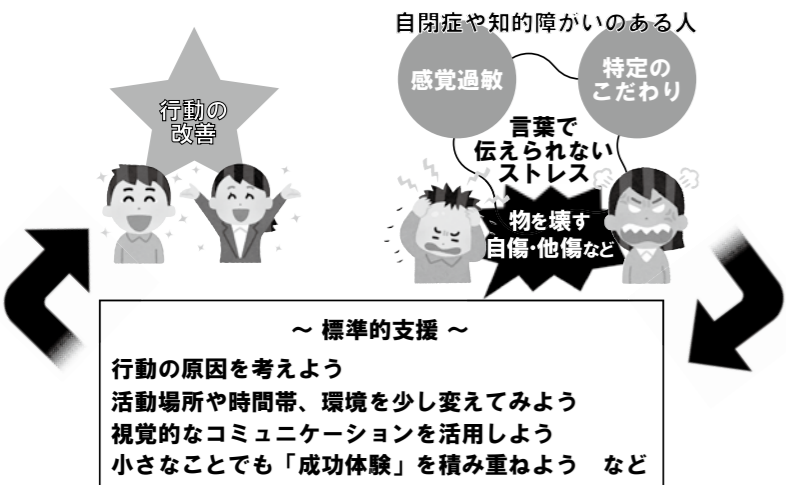 自閉症や知的障がいのある人
行動の
改善
感覚過敏
特定の
こだわり
言葉で
伝えられない
ストレス
物を壊す
自傷・他傷など
～ 標準的支援 ～
行動の原因を考えよう
活動場所や時間帯、環境を少し変えてみよう
視覚的なコミュニケーションを活用しよう
小さなことでも「成功体験」を積み重ねよう　など